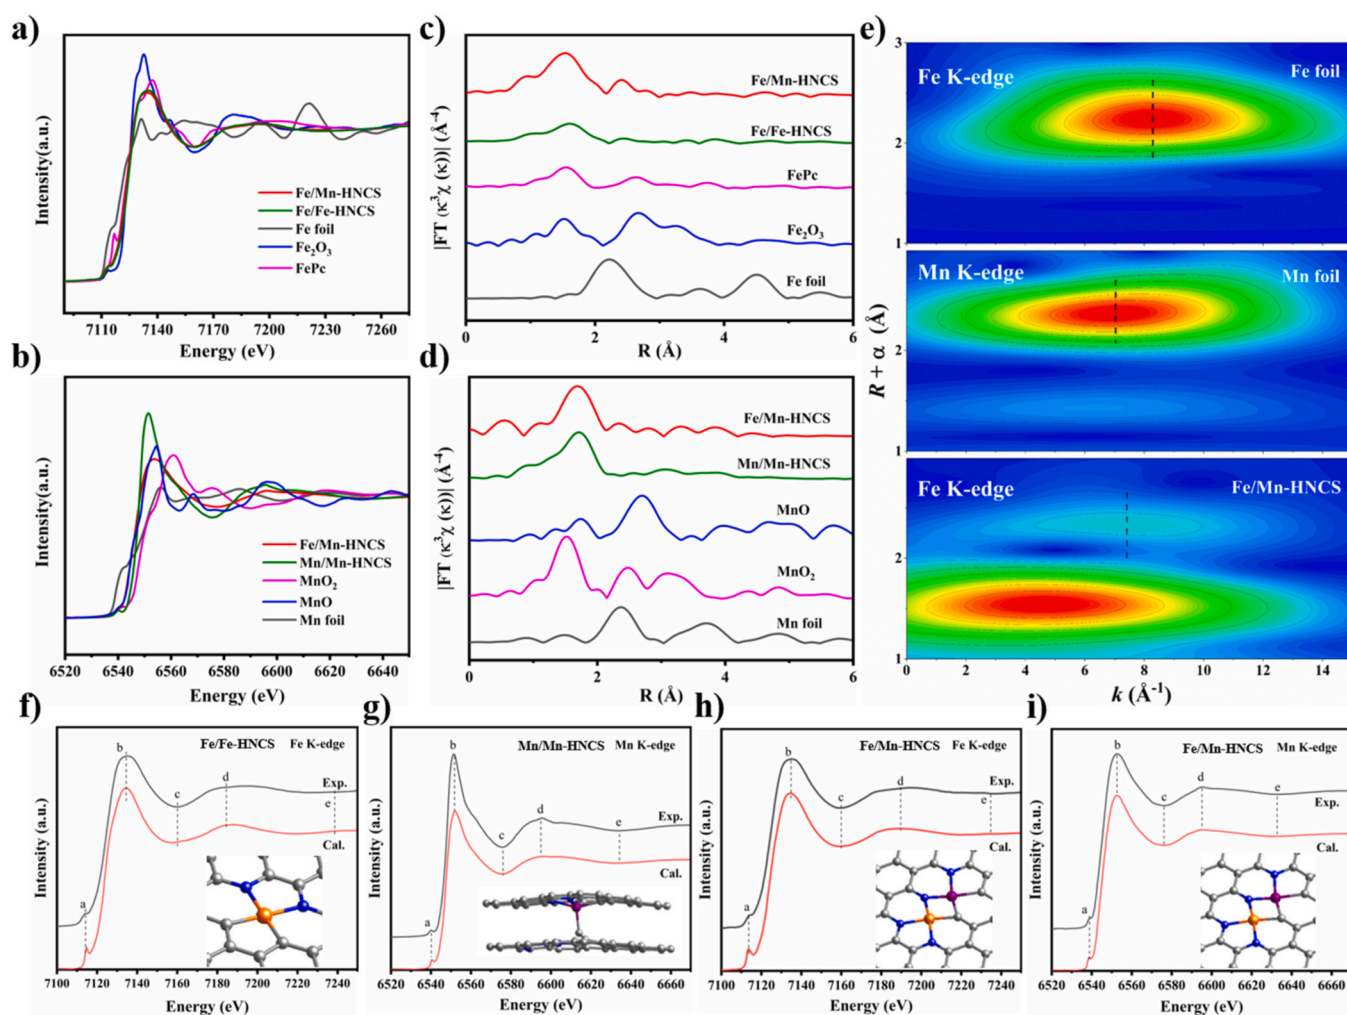 a)
Intensity(a.u.)
Fe/Mn-HNCS
Fe/Fe-HNCS
Fe foil
Fe₂O₃
FePc
7110 7140 7170 7200 7230 7260
Energy (eV)
b)
Intensity(a.u.)
Fe/Mn-HNCS
Mn/Mn-HNCS
MnO₂
MnO
Mn foil
6520 6540 6560 6580 6600 6620 6640
Energy (eV)
c)
|FT (κ³χ (κ))| (Å⁻⁴)
Fe/Mn-HNCS
Fe/Fe-HNCS
FePc
Fe₂O₃
Fe foil
0 2 4 6
R (Å)
d)
|FT (κ³χ (κ))| (Å⁻⁴)
Fe/Mn-HNCS
Mn/Mn-HNCS
MnO
MnO₂
Mn foil
0 2 4 6
R (Å)
e)
R + α (Å)
3
Fe K-edge Fe foil
2
1
Mn K-edge Mn foil
2
1
Fe K-edge Fe/Mn-HNCS
2
1
0 2 4 6 8 10 12 14
k (Å⁻¹)
f)
Intensity (a.u.)
Fe/Fe-HNCS Fe K-edge
a
b
c
d
e
Exp.
Cal.
7100 7120 7140 7160 7180 7200 7220 7240
Energy (eV)
g)
Intensity (a.u.)
Mn/Mn-HNCS Mn K-edge
a
b
c
d
e
Exp.
Cal.
6520 6540 6560 6580 6600 6620 6640 6660
Energy (eV)
h)
Intensity (a.u.)
Fe/Mn-HNCS Fe K-edge
a
b
c
d
e
Exp.
Cal.
7100 7120 7140 7160 7180 7200 7220 7240
Energy (eV)
i)
Intensity (a.u.)
Fe/Mn-HNCS Mn K-edge
a
b
c
d
e
Exp.
Cal.
6520 6540 6560 6580 6600 6620 6640 6660
Energy (eV)